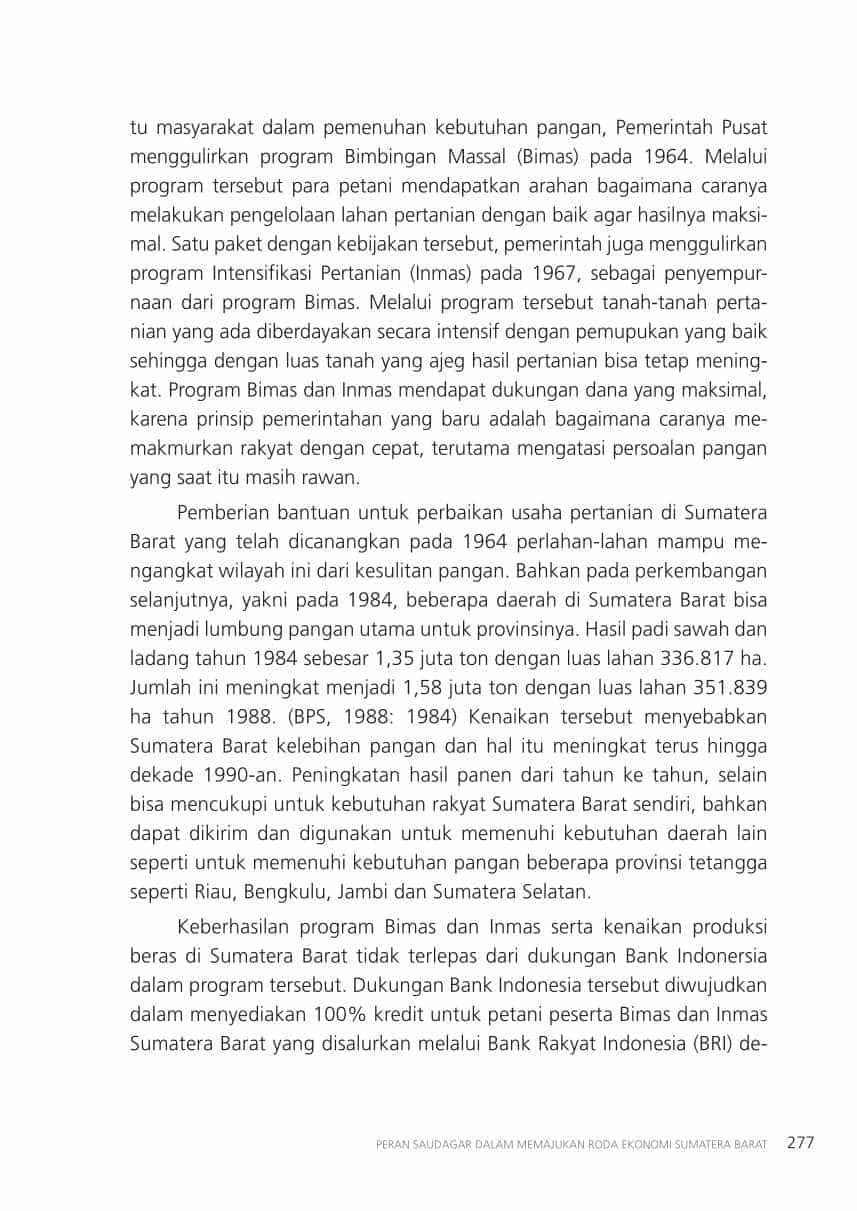 tu masyarakat dalam pemenuhan kebutuhan pangan, Pemerintah Pusat
menggulirkan program Bimbingan Massal (Bimas) pada 1964. Melalui
program tersebut para petani mendapatkan arahan bagaimana caranya
melakukan pengelolaan lahan pertanian dengan baik agar hasilnya maksi-
mal. Satu paket dengan kebijakan tersebut, pemerintah juga menggulirkan
program Intensifikasi Pertanian (Inmas) pada 1967, sebagai penyempur-
naan dari program Bimas. Melalui program tersebut tanah-tanah perta-
nian yang ada diberdayakan secara intensif dengan pemupukan yang baik
sehingga dengan luas tanah yang ajeg hasil pertanian bisa tetap mening-
kat. Program Bimas dan Inmas mendapat dukungan dana yang maksimal,
karena prinsip pemerintahan yang baru adalah bagaimana caranya me-
makmurkan rakyat dengan cepat, terutama mengatasi persoalan pangan
yang saat itu masih rawan.
Pemberian bantuan untuk perbaikan usaha pertanian di Sumatera
Barat yang telah dicanangkan pada 1964 perlahan-lahan mampu me-
ngangkat wilayah ini dari kesulitan pangan. Bahkan pada perkembangan
selanjutnya, yakni pada 1984, beberapa daerah di Sumatera Barat bisa
menjadi lumbung pangan utama untuk provinsinya. Hasil padi sawah dan
ladang tahun 1984 sebesar 1,35 juta ton dengan luas lahan 336.817 ha.
Jumlah ini meningkat menjadi 1,58 juta ton dengan luas lahan 351.839
ha tahun 1988. (BPS, 1988: 1984) Kenaikan tersebut menyebabkan
Sumatera Barat kelebihan pangan dan hal itu meningkat terus hingga
dekade 1990-an. Peningkatan hasil panen dari tahun ke tahun, selain
bisa mencukupi untuk kebutuhan rakyat Sumatera Barat sendiri, bahkan
dapat dikirim dan digunakan untuk memenuhi kebutuhan daerah lain
seperti untuk memenuhi kebutuhan pangan beberapa provinsi tetangga
seperti Riau, Bengkulu, Jambi dan Sumatera Selatan.
Keberhasilan program Bimas dan Inmas serta kenaikan produksi
beras di Sumatera Barat tidak terlepas dari dukungan Bank Indonersia
dalam program tersebut. Dukungan Bank Indonesia tersebut diwujudkan
dalam menyediakan 100% kredit untuk petani peserta Bimas dan Inmas
Sumatera Barat yang disalurkan melalui Bank Rakyat Indonesia (BRI) de-
PERAN SAUDAGAR DALAM MEMAJUKAN RODA EKONOMI SUMATERA BARAT 277